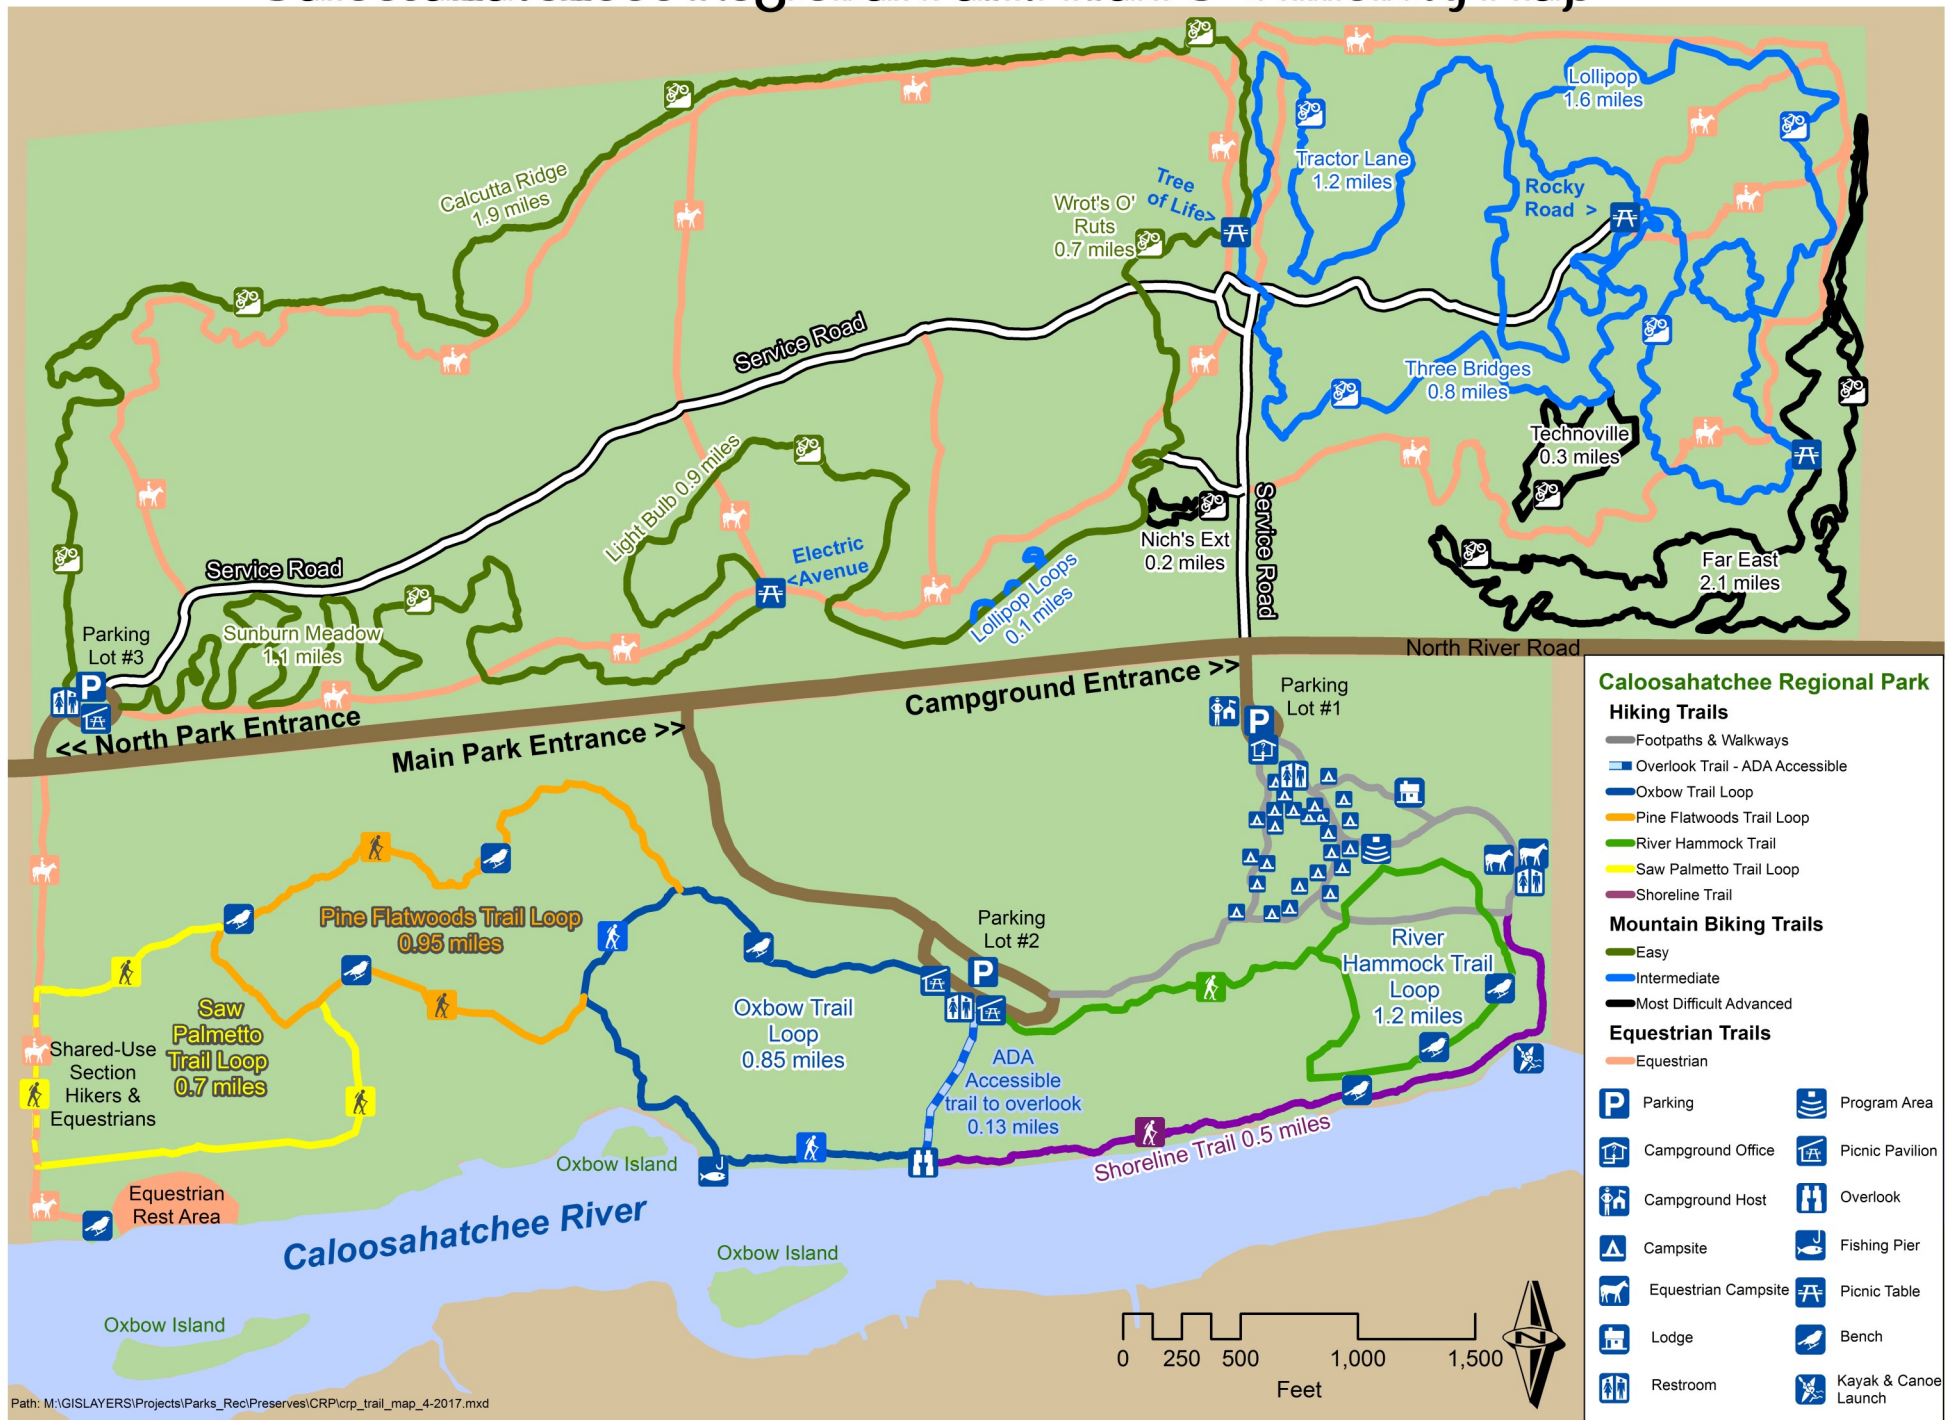 Lollipop
1.6 miles
Tractor Lane
1.2 miles
Calcutta Ridge
1.9 miles
Tree
of Life>
Wrot's O'
Ruts
0.7 miles
Rocky
Road >
Service Road
Three Bridges
0.8 miles
Technoville
0.3 miles
Light Bulb 0.9 miles
Electric
<Avenue
Nich's Ext
0.2 miles
Service Road
Far East
2.1 miles
Service Road
Lollipop Loops
0.1 miles
Sunburn Meadow
1.1 miles
Parking
Lot #3
P
North River Road
<< North Park Entrance
Main Park Entrance >>
Campground Entrance >>
Parking
Lot #1
P
Pine Flatwoods Trail Loop
0.95 miles
Parking
Lot #2
P
River
Hammock Trail
Loop
1.2 miles
Saw
Palmetto
Trail Loop
0.7 miles
Oxbow Trail
Loop
0.85 miles
Shared-Use
Section
Hikers &
Equestrians
ADA
Accessible
trail to overlook
0.13 miles
Shoreline Trail 0.5 miles
Oxbow Island
Equestrian
Rest Area
Caloosahatchee River
Oxbow Island
Oxbow Island
0 250 500 1,000 1,500
Feet
N
Path: M:\GISLAYERS\Projects\Parks_Rec\Preserves\CRP\crp_trail_map_4-2017.mxd
Caloosahatchee Regional Park
Hiking Trails
Footpaths & Walkways
Overlook Trail - ADA Accessible
Oxbow Trail Loop
Pine Flatwoods Trail Loop
River Hammock Trail
Saw Palmetto Trail Loop
Shoreline Trail
Mountain Biking Trails
Easy
Intermediate
Most Difficult Advanced
Equestrian Trails
Equestrian
P Parking
Program Area
Campground Office
Picnic Pavilion
Campground Host
Overlook
Campsite
Fishing Pier
Equestrian Campsite
Picnic Table
Lodge
Bench
Restroom
Kayak & Canoe
Launch